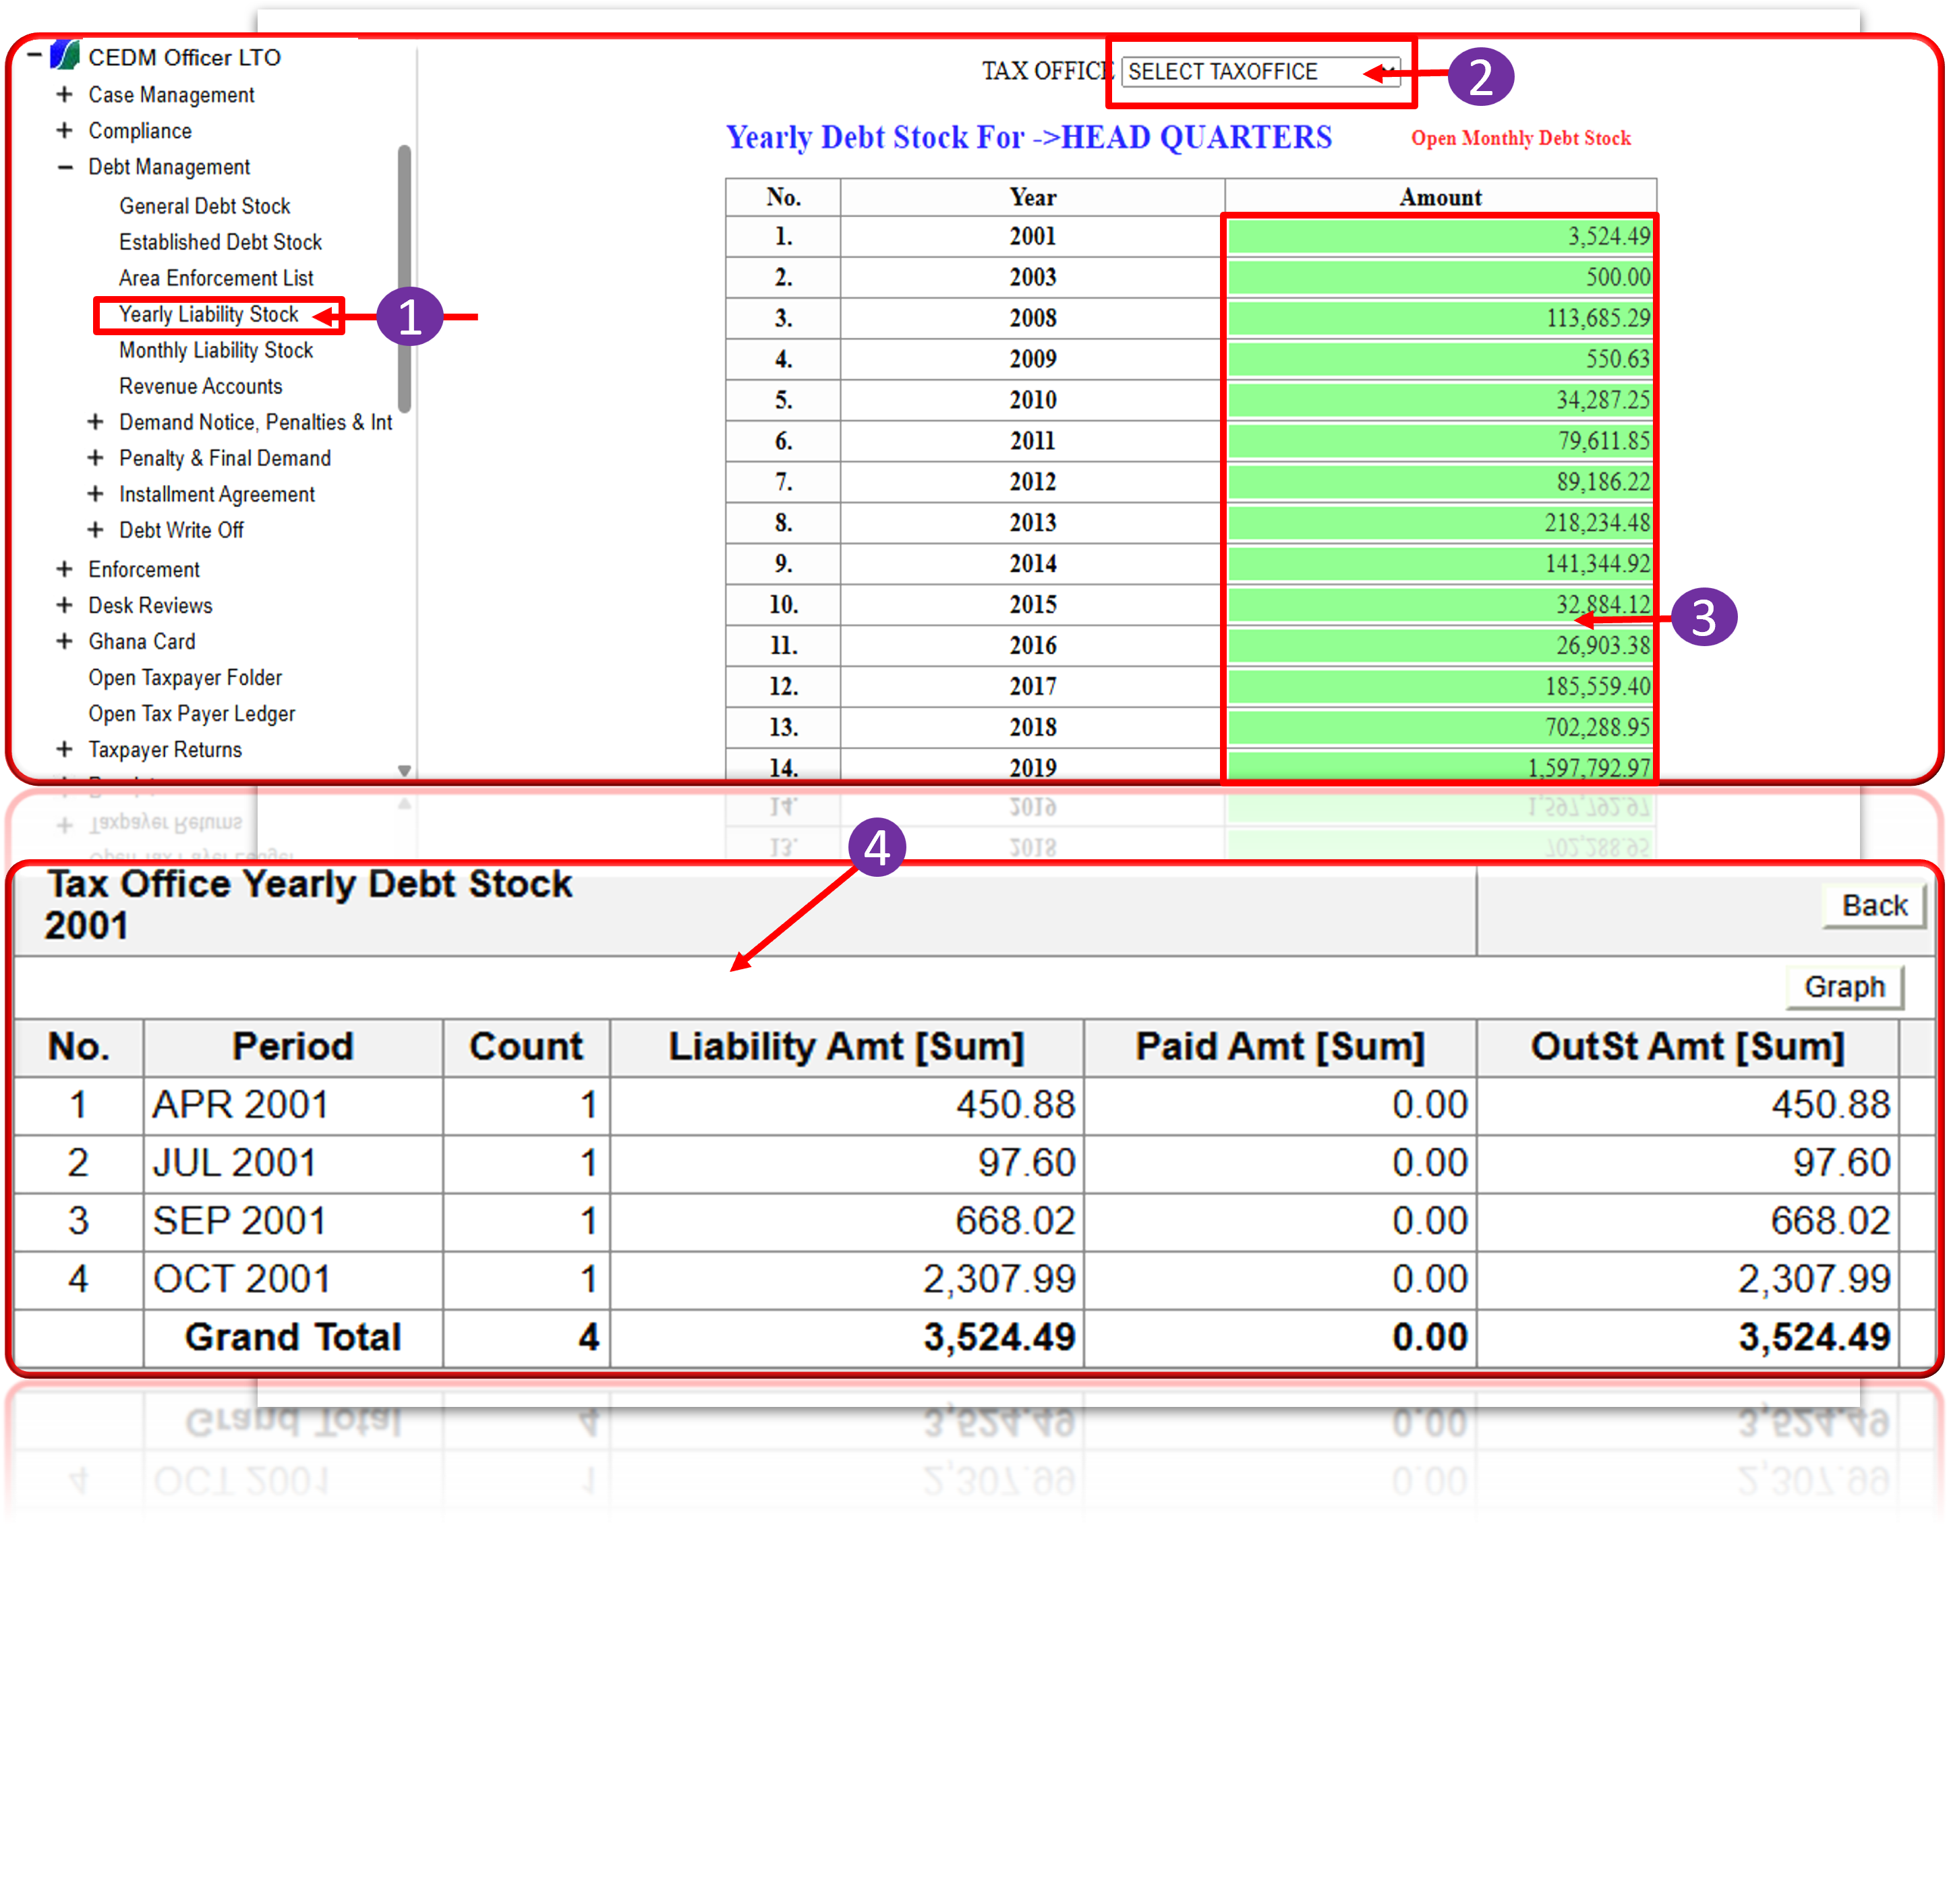 CEDM Officer LTO
Case Management
Compliance
Debt Management
General Debt Stock
Established Debt Stock
Area Enforcement List
Yearly Liability Stock
1
Monthly Liability Stock
Revenue Accounts
Demand Notice, Penalties & Int
Penalty & Final Demand
Installment Agreement
Debt Write Off
Enforcement
Desk Reviews
Ghana Card
Open Taxpayer Folder
Open Tax Payer Ledger
Taxpayer Returns
TAX OFFICE SELECT TAXOFFICE 2
Yearly Debt Stock For ->HEAD QUARTERS Open Monthly Debt Stock
No. Year Amount
1. 2001 3,524.49
2. 2003 500.00
3. 2008 113,685.29
4. 2009 550.63
5. 2010 34,287.25
6. 2011 79,611.85
7. 2012 89,186.22
8. 2013 218,234.48
9. 2014 141,344.92
10. 2015 32,884.12
3
11. 2016 26,903.38
12. 2017 185,559.40
13. 2018 702,288.95
14. 2019 1,597,792.97
4
Tax Office Yearly Debt Stock
2001
Back
Graph
No. Period Count Liability Amt [Sum] Paid Amt [Sum] OutSt Amt [Sum]
1 APR 2001 1 450.88 0.00 450.88
2 JUL 2001 1 97.60 0.00 97.60
3 SEP 2001 1 668.02 0.00 668.02
4 OCT 2001 1 2,307.99 0.00 2,307.99
Grand Total 4 3,524.49 0.00 3,524.49